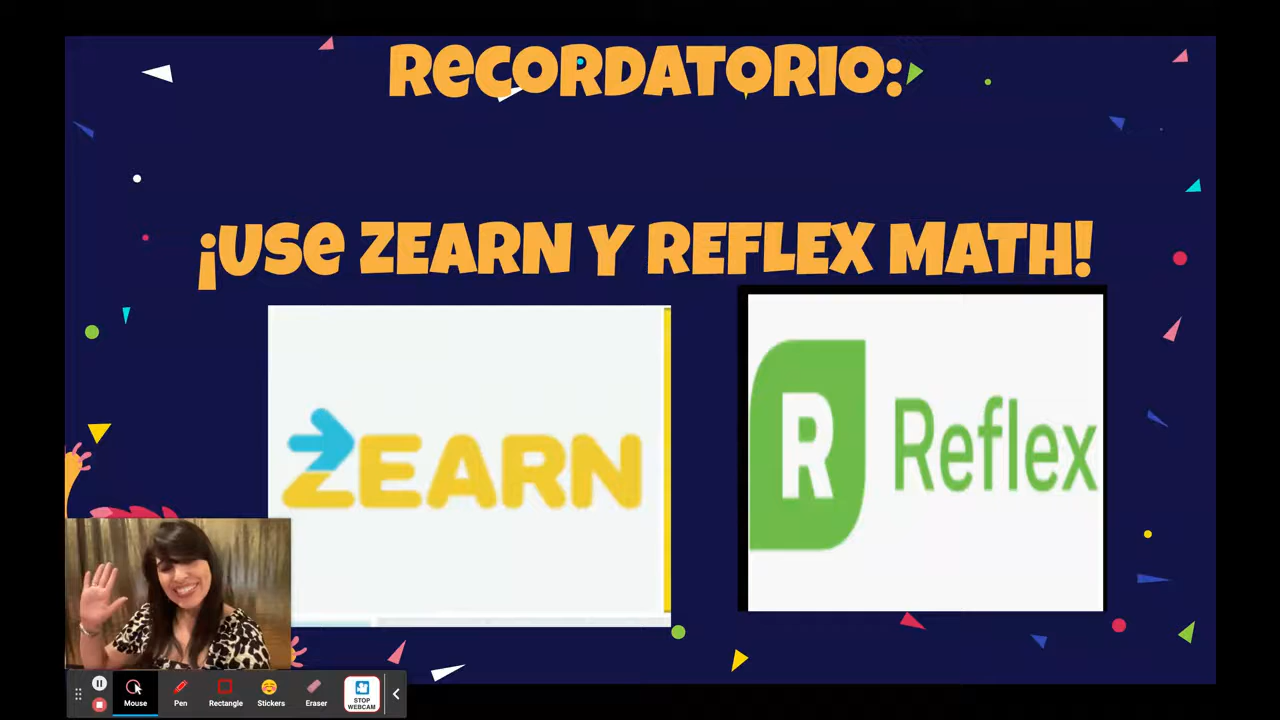 Recordatorio:
¡Use ZEARN Y REFLEX MATH!
ZEARN
R Reflex
Mouse
Pen
Rectangle
Stickers
Eraser
STOP
WEBCAM